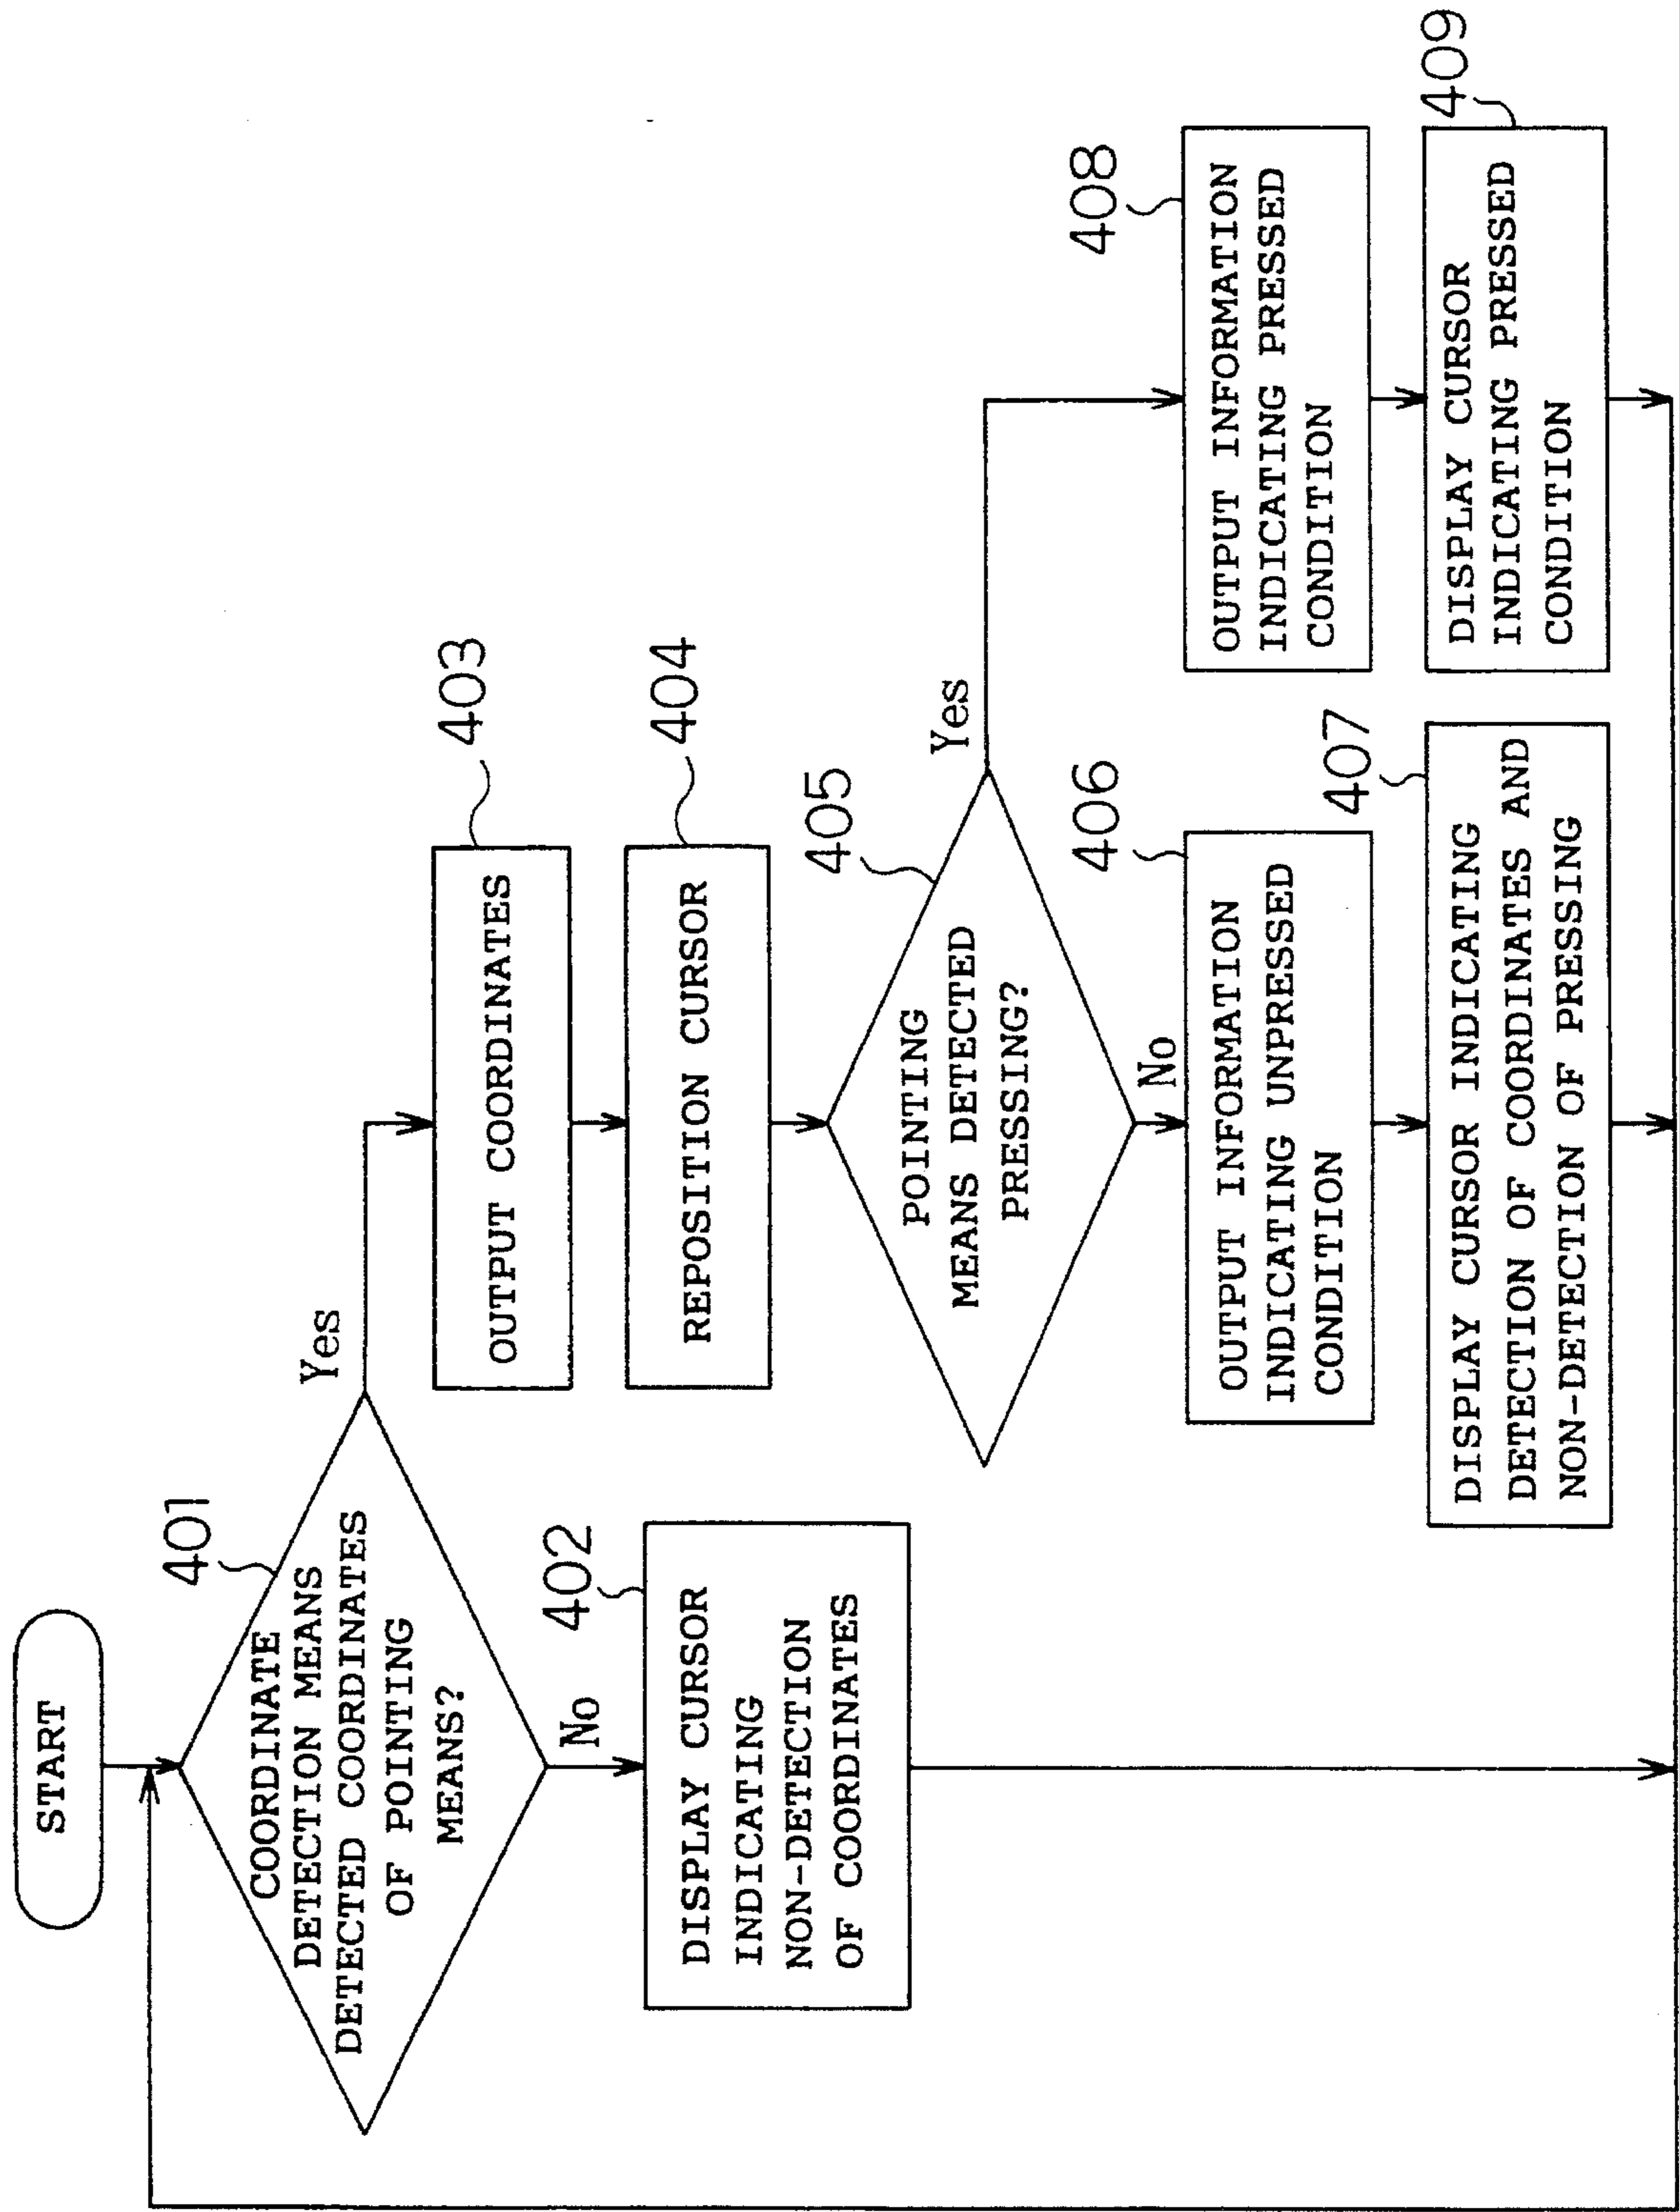 START
401
COORDINATE
DETECTION MEANS
DETECTED COORDINATES
OF POINTING
MEANS?
Yes
No
402
DISPLAY CURSOR
INDICATING
NON-DETECTION
OF COORDINATES
403
OUTPUT COORDINATES
404
REPOSITION CURSOR
405
POINTING
MEANS DETECTED
PRESSING?
Yes
No
406
OUTPUT INFORMATION
INDICATING UNPRESSED
CONDITION
407
DISPLAY CURSOR INDICATING
DETECTION OF COORDINATES AND
NON-DETECTION OF PRESSING
408
OUTPUT INFORMATION
INDICATING PRESSED
CONDITION
409
DISPLAY CURSOR
INDICATING PRESSED
CONDITION